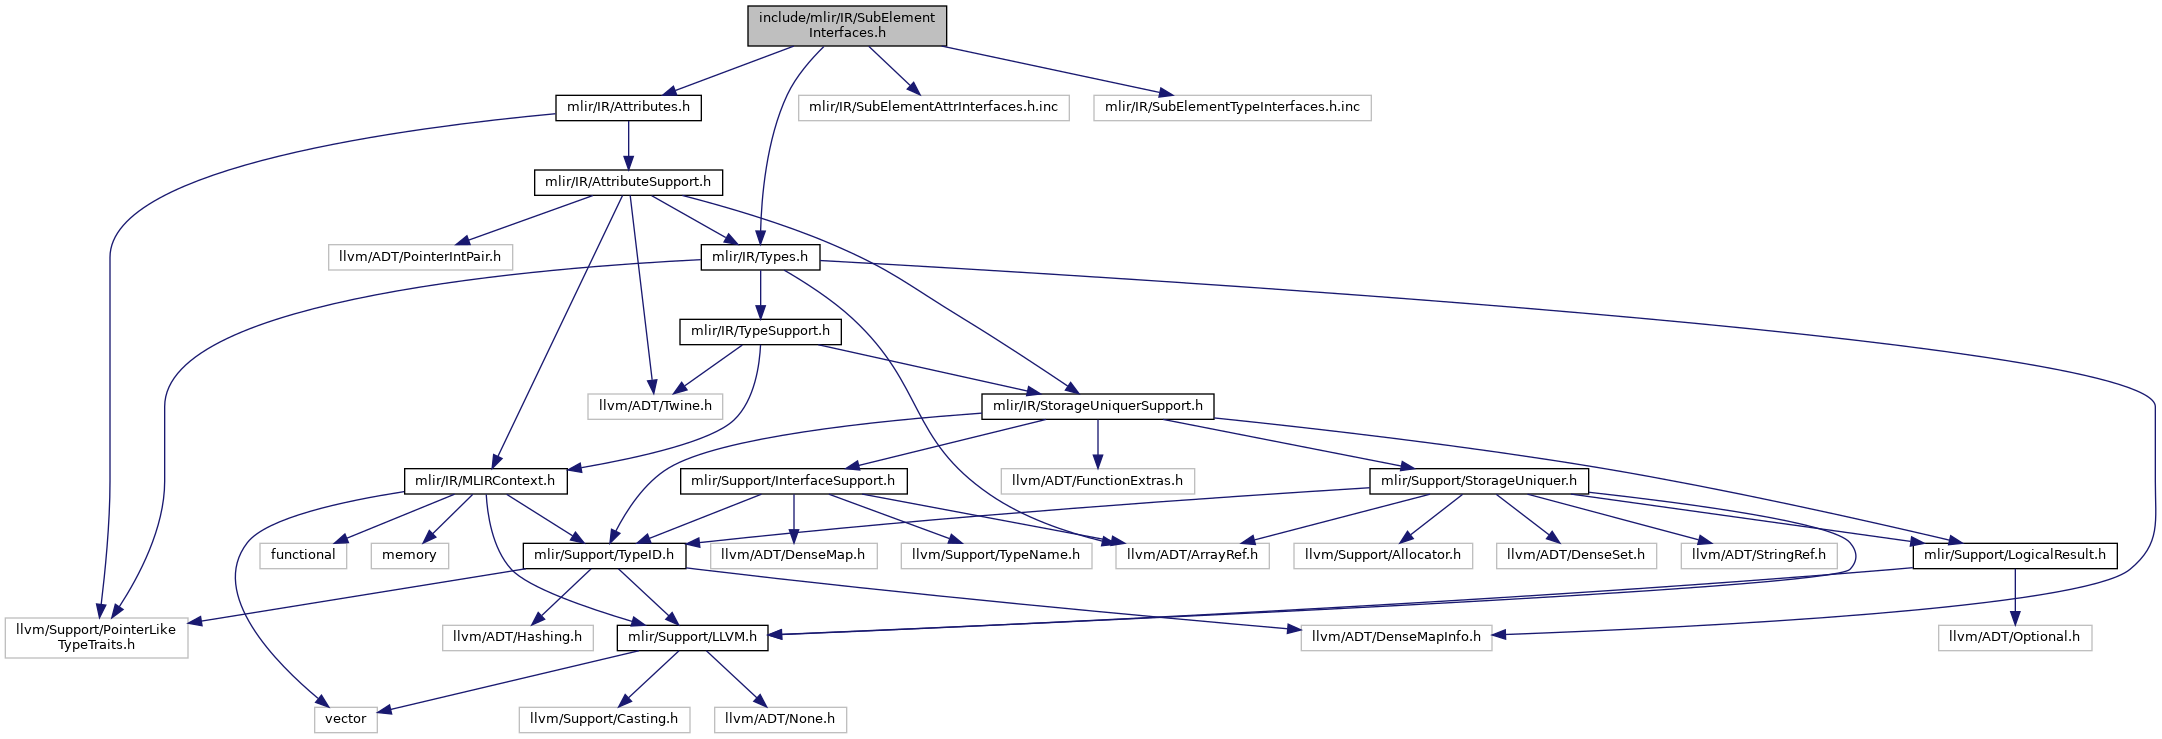 include/mlir/IR/SubElement
Interfaces.h
mlir/IR/Attributes.h
mlir/IR/SubElementAttrInterfaces.h.inc
mlir/IR/SubElementTypeInterfaces.h.inc
mlir/IR/AttributeSupport.h
llvm/ADT/PointerIntPair.h
mlir/IR/Types.h
mlir/IR/TypeSupport.h
llvm/ADT/Twine.h
mlir/IR/StorageUniquerSupport.h
mlir/IR/MLIRContext.h
mlir/Support/InterfaceSupport.h
llvm/ADT/FunctionExtras.h
mlir/Support/StorageUniquer.h
functional
memory
mlir/Support/TypeID.h
llvm/ADT/DenseMap.h
llvm/Support/TypeName.h
llvm/ADT/ArrayRef.h
llvm/Support/Allocator.h
llvm/ADT/DenseSet.h
llvm/ADT/StringRef.h
mlir/Support/LogicalResult.h
llvm/Support/PointerLike
TypeTraits.h
llvm/ADT/Hashing.h
mlir/Support/LLVM.h
llvm/ADT/DenseMapInfo.h
llvm/ADT/Optional.h
vector
llvm/Support/Casting.h
llvm/ADT/None.h